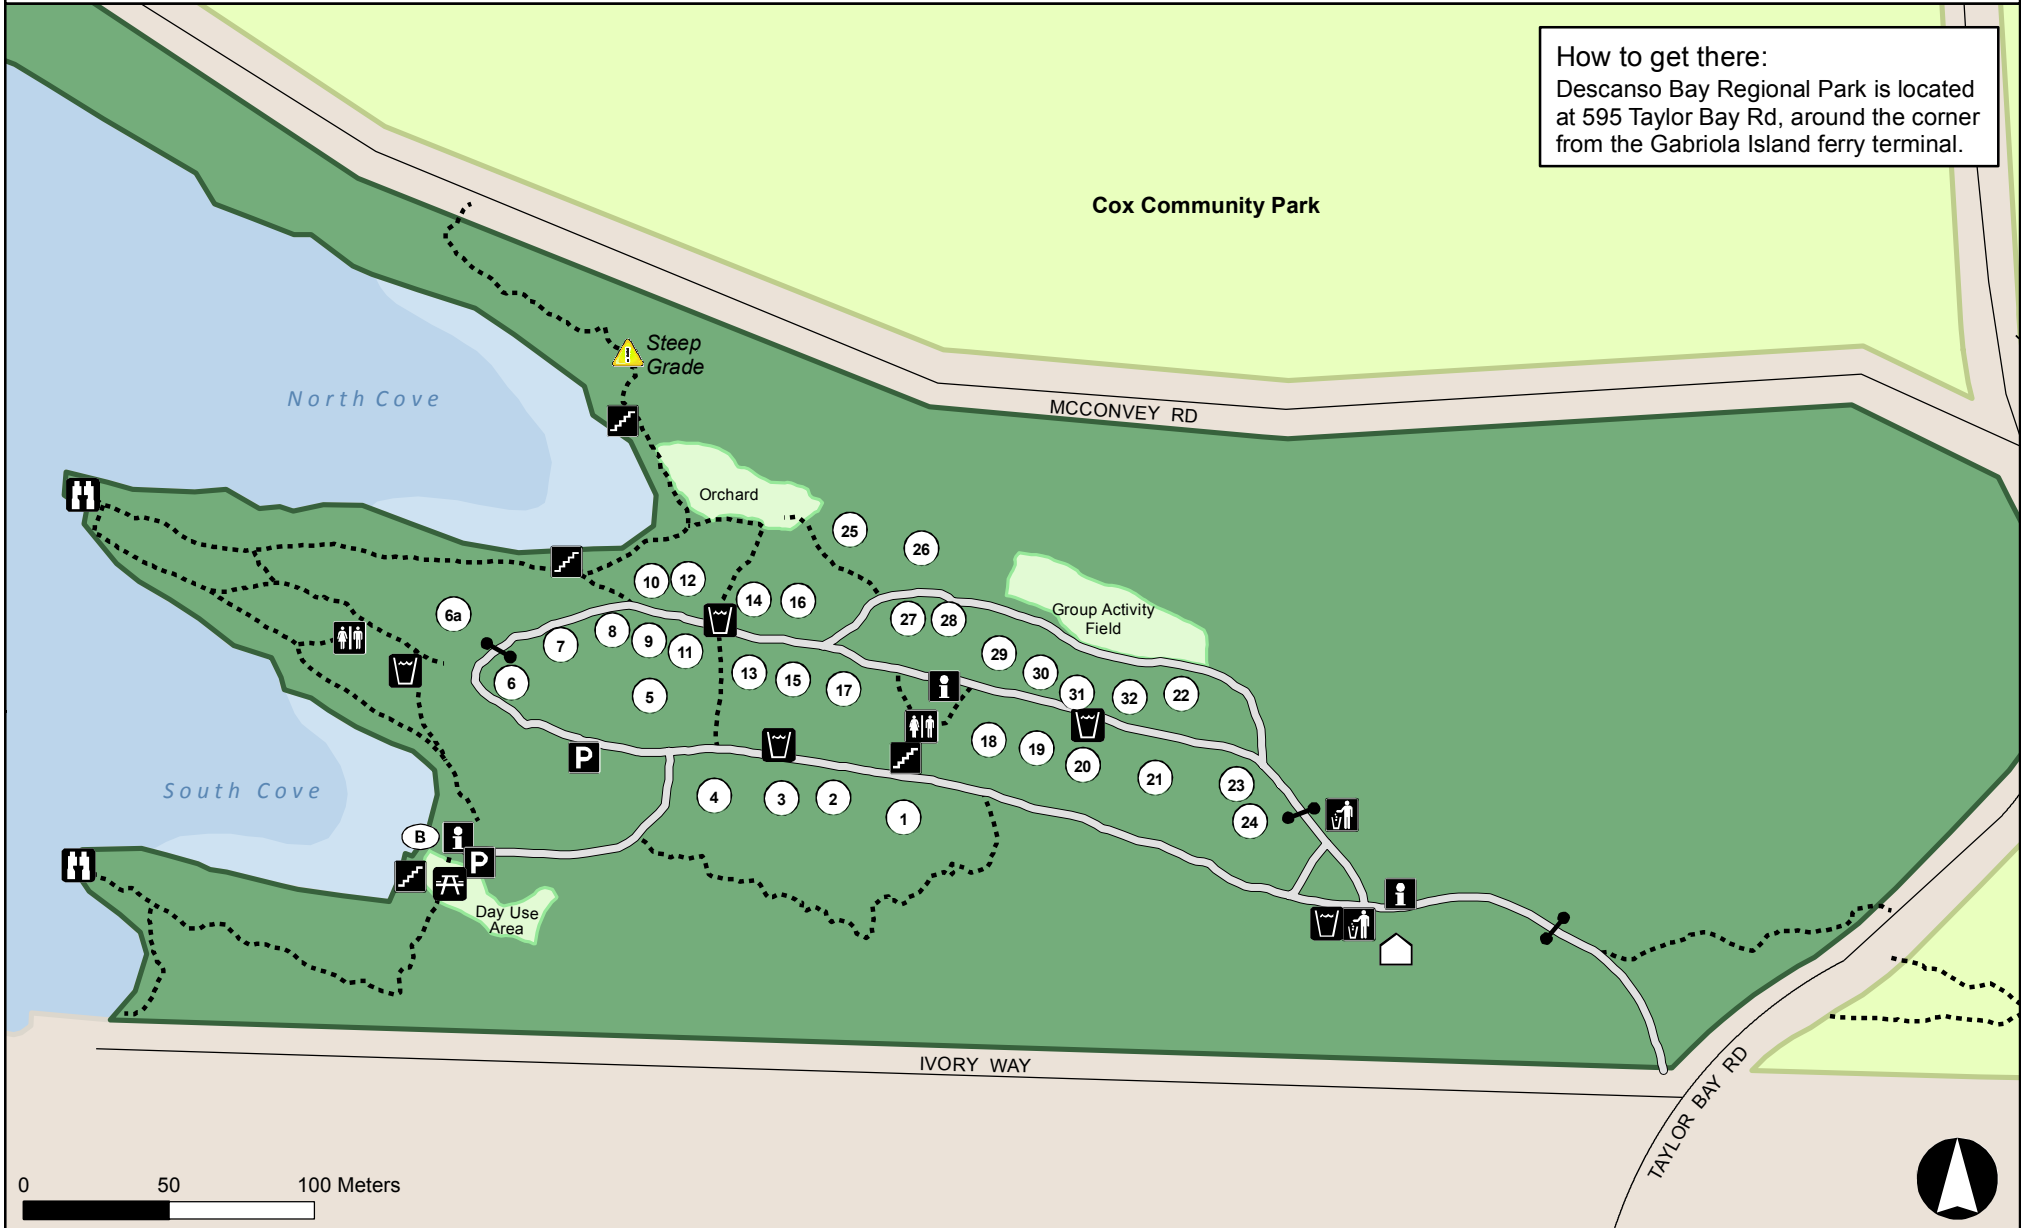 How to get there:
Descanso Bay Regional Park is located
at 595 Taylor Bay Rd, around the corner
from the Gabriola Island ferry terminal.
Cox Community Park
Steep
Grade
North Cove
MCCONVEY RD
Orchard
25
26
10
12
14
16
6a
Group Activity
Field
27
28
8
9
7
11
29
13
15
30
6
5
17
31
32
22
P
18
19
20
21
23
South Cove
4
3
2
1
24
B
P
Day Use
Area
IVORY WAY
TAYLOR BAY RD
0
50
100 Meters